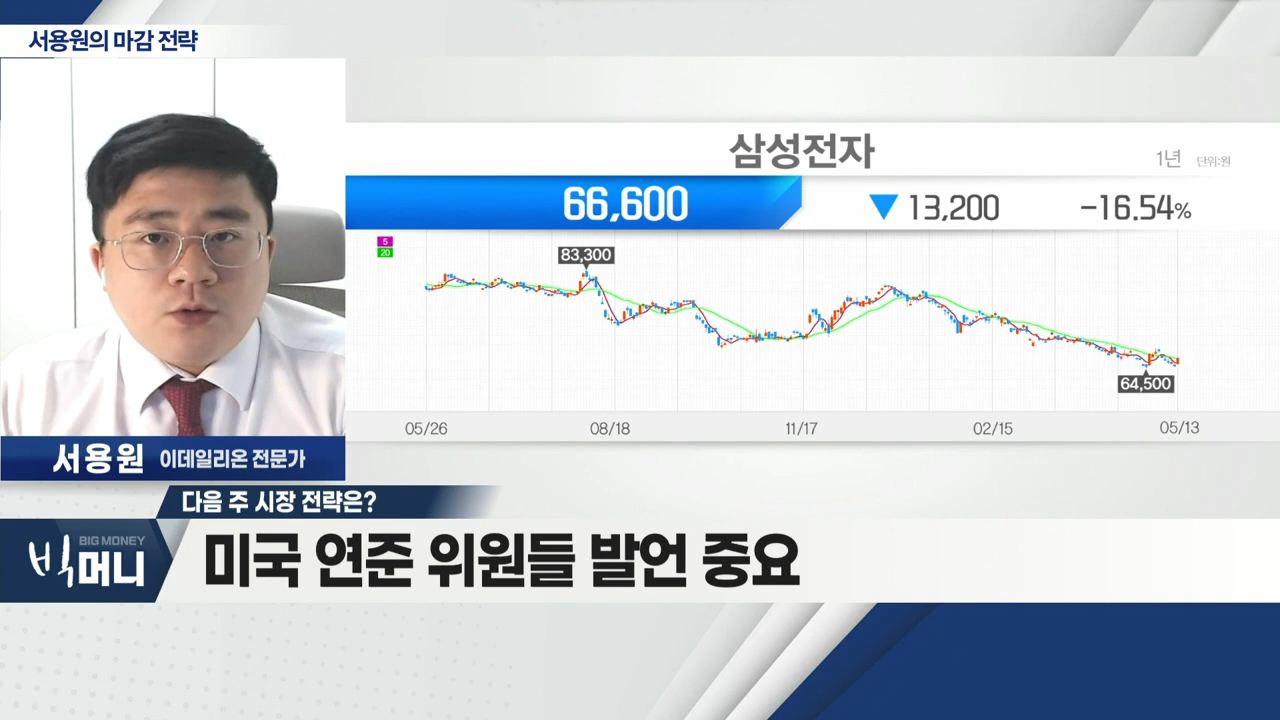 서용원의 마감 전략
삼성전자
1년 단위:원
66,600 ▼ 13,200 -16.54%
5
20
83,300
64,500
05/26 08/18 11/17 02/15 05/13
서용원 이데일리온 전문가
다음 주 시장 전략은?
BIG MONEY
빅머니
미국 연준 위원들 발언 중요